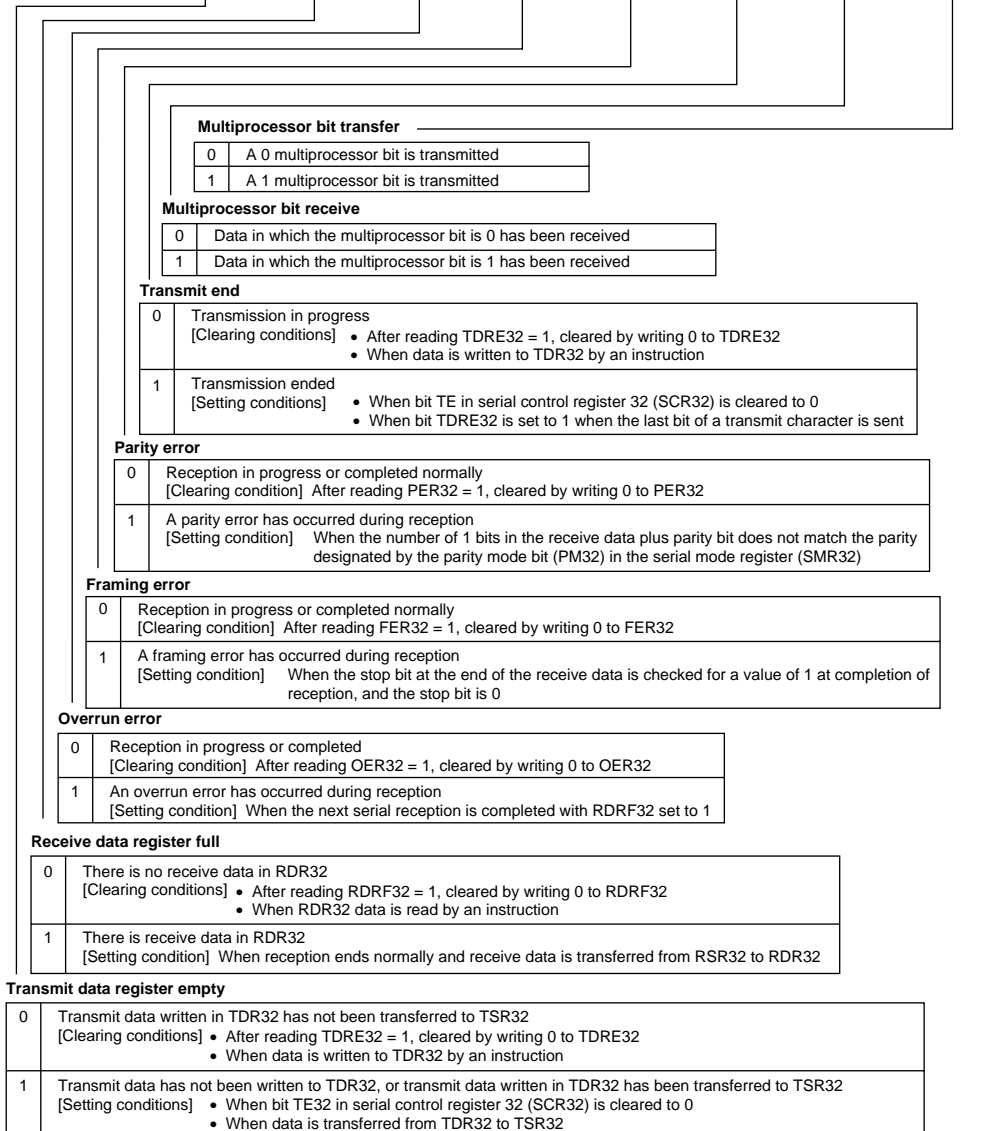 Multiprocessor bit transfer
0 A 0 multiprocessor bit is transmitted
1 A 1 multiprocessor bit is transmitted
Multiprocessor bit receive
0 Data in which the multiprocessor bit is 0 has been received
1 Data in which the multiprocessor bit is 1 has been received
Transmit end
0 Transmission in progress
[Clearing conditions] • After reading TDRE32 = 1, cleared by writing 0 to TDRE32
• When data is written to TDR32 by an instruction
1 Transmission ended
[Setting conditions] • When bit TE in serial control register 32 (SCR32) is cleared to 0
• When bit TDRE32 is set to 1 when the last bit of a transmit character is sent
Parity error
0 Reception in progress or completed normally
[Clearing condition] After reading PER32 = 1, cleared by writing 0 to PER32
1 A parity error has occurred during reception
[Setting condition] When the number of 1 bits in the receive data plus parity bit does not match the parity
designated by the parity mode bit (PM32) in the serial mode register (SMR32)
Framing error
0 Reception in progress or completed normally
[Clearing condition] After reading FER32 = 1, cleared by writing 0 to FER32
1 A framing error has occurred during reception
[Setting condition] When the stop bit at the end of the receive data is checked for a value of 1 at completion of
reception, and the stop bit is 0
Overrun error
0 Reception in progress or completed
[Clearing condition] After reading OER32 = 1, cleared by writing 0 to OER32
1 An overrun error has occurred during reception
[Setting condition] When the next serial reception is completed with RDRF32 set to 1
Receive data register full
0 There is no receive data in RDR32
[Clearing conditions] • After reading RDRF32 = 1, cleared by writing 0 to RDRF32
• When RDR32 data is read by an instruction
1 There is receive data in RDR32
[Setting condition] When reception ends normally and receive data is transferred from RSR32 to RDR32
Transmit data register empty
0 Transmit data written in TDR32 has not been transferred to TSR32
[Clearing conditions] • After reading TDRE32 = 1, cleared by writing 0 to TDRE32
• When data is written to TDR32 by an instruction
1 Transmit data has not been written to TDR32, or transmit data written in TDR32 has been transferred to TSR32
[Setting conditions] • When bit TE32 in serial control register 32 (SCR32) is cleared to 0
• When data is transferred from TDR32 to TSR32